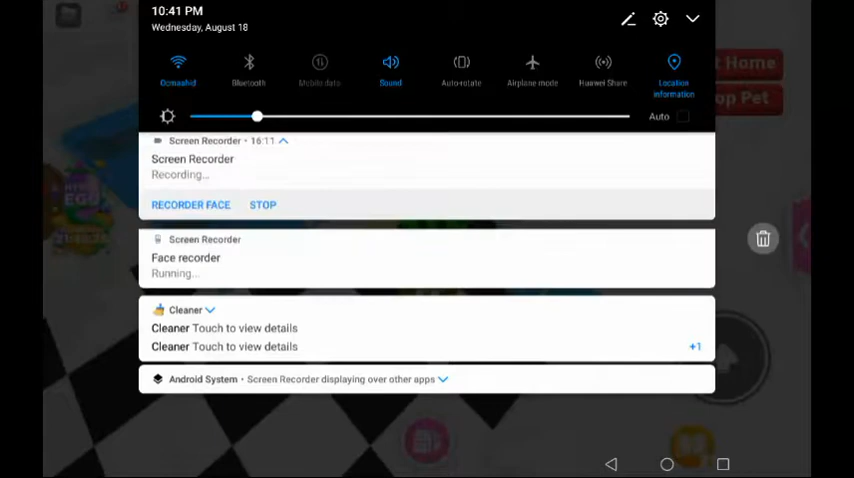 10:41 PM
Wednesday, August 18
Bluetooth
Mobile data
Sound
Auto-rotate
Airplane mode
Huawei Share
Location information
Auto
Screen Recorder • 16:11
Screen Recorder
Recording...
RECORDER FACE STOP
Screen Recorder
Face recorder
Running...
Cleaner
Cleaner Touch to view details
Cleaner Touch to view details
+1
Android System • Screen Recorder displaying over other apps
t Home
op Pet